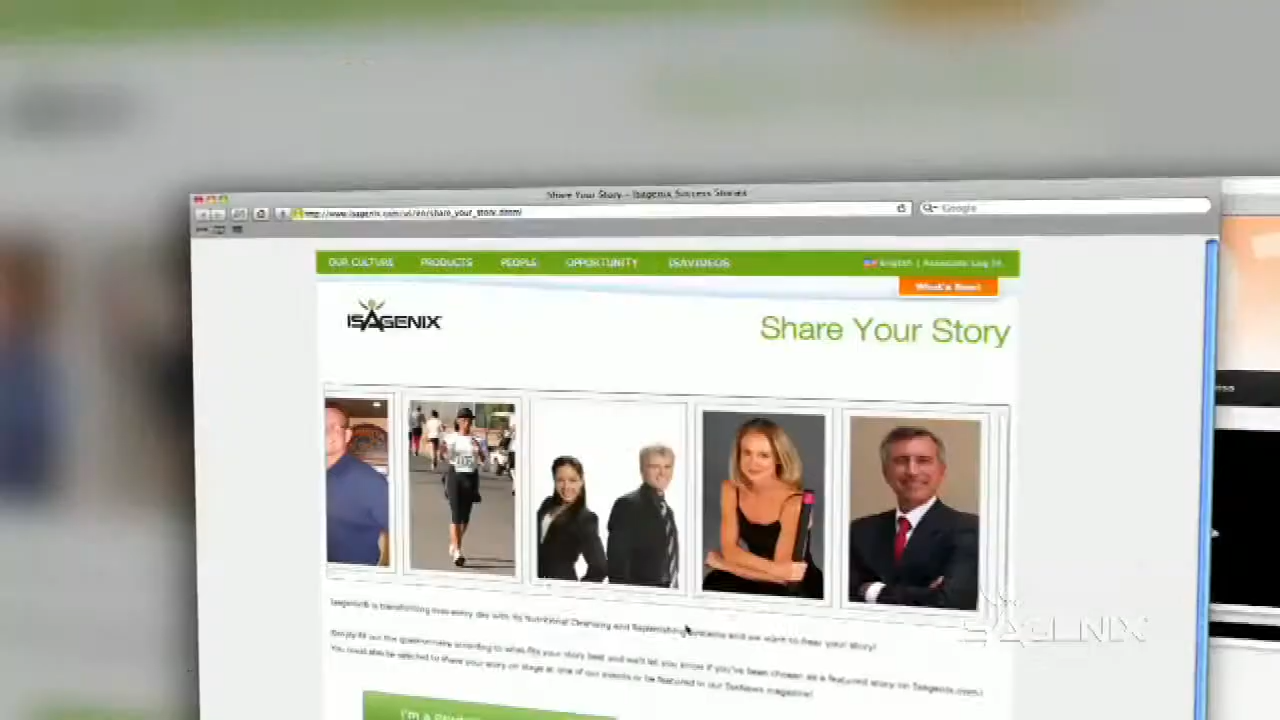 Share Your Story - Isagenix Success Stories
http://www.isagenix.com/us/en/share_your_story.dhtml
Google
OUR CULTURE PRODUCTS PEOPLE OPPORTUNITY ISAVIDEOS English | Associate Log In
What's New!
ISAGENIX
Share Your Story
Isagenix® is transforming lives every day with its Nutritional Cleansing and Replenishing systems and we want to hear your story!
Simply fill out the questionnaire according to what fits your story best and we'll let you know if you've been chosen as a featured story on Isagenix.com!
You could also be selected to share your story on stage at one of our events or be featured in our IsaNews magazine!
I'm a
ISAGENIX